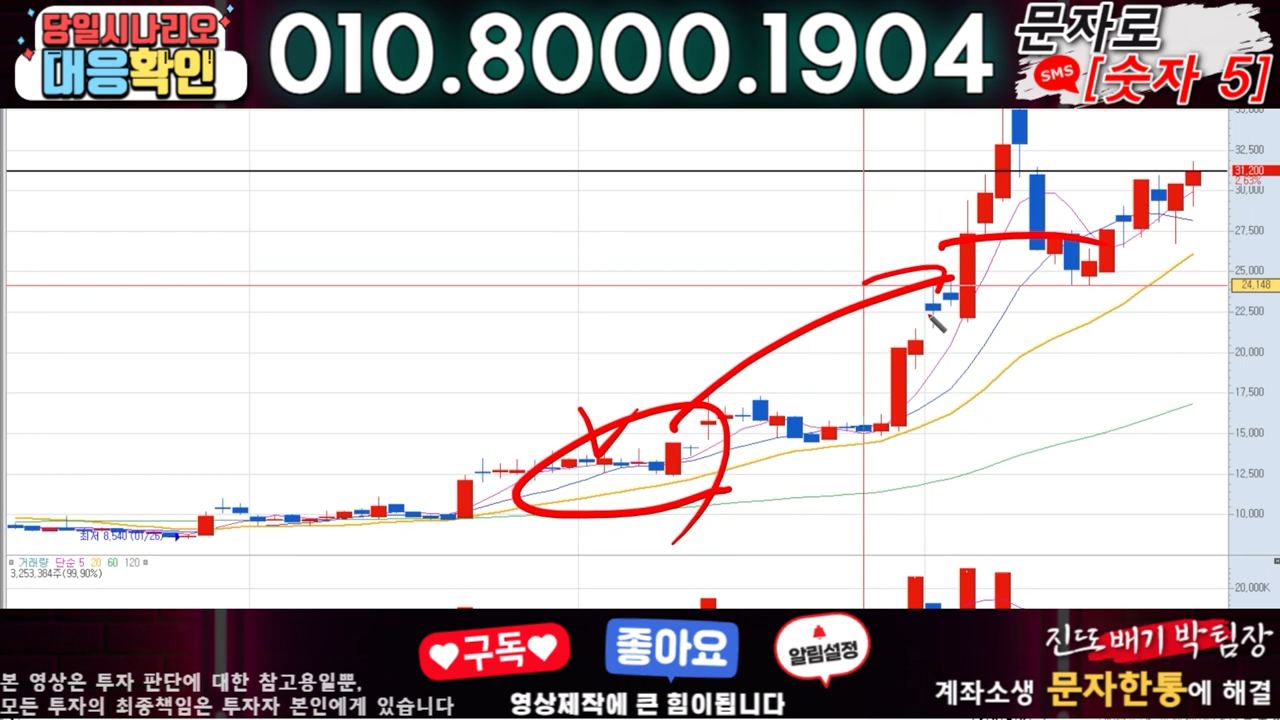 당일시나리오
대응확인
010.8000.1904
문자로
SMS [숫자 5]
32,500
31,200
2.63%
30,000
27,500
25,000
24,148
22,500
20,000
17,500
15,000
12,500
10,000
최저 8,540 (01/26)
거래량 단순 5 20 60 120
3,253,384주(99.90%)
20,000K
구독
좋아요
알림설정
진또배기 박팀장
본 영상은 투자 판단에 대한 참고용일뿐,
모든 투자의 최종책임은 투자자 본인에게 있습니다
영상제작에 큰 힘이됩니다
계좌소생 문자한통에 해결